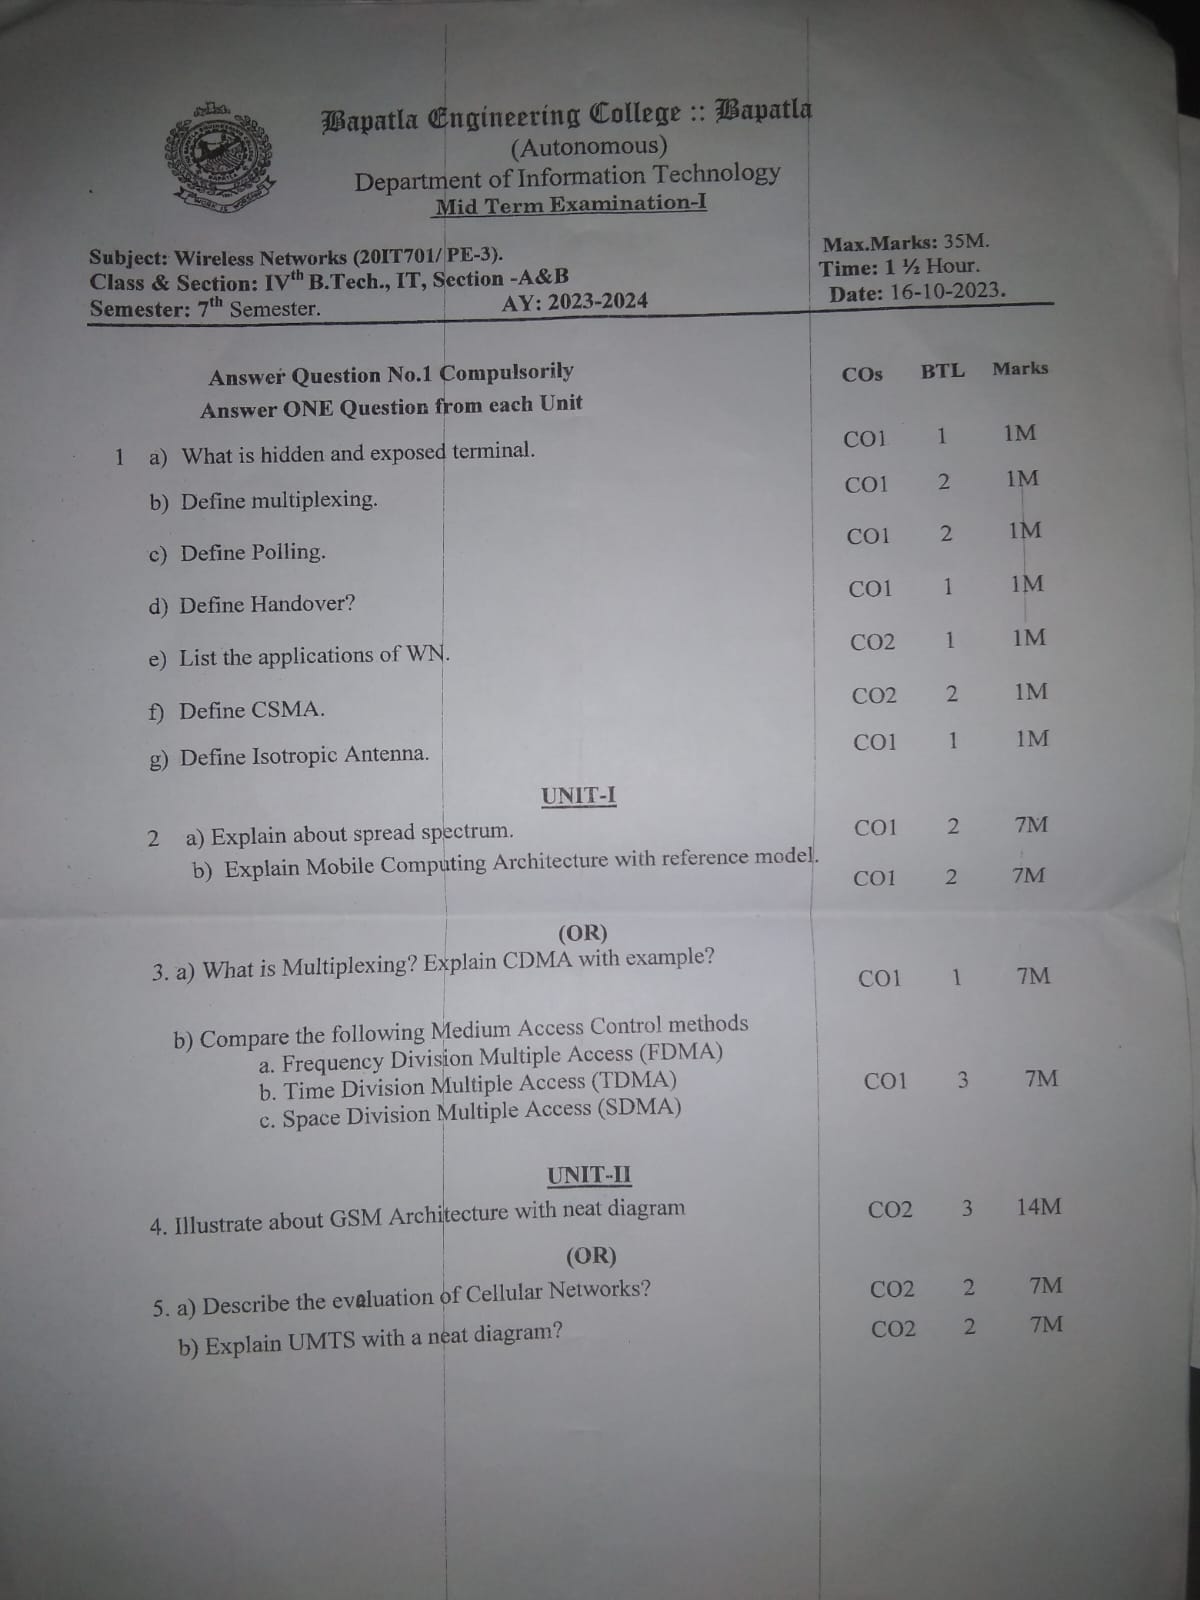 Bapatla Engineering College :: Bapatla
(Autonomous)
Department of Information Technology
Mid Term Examination-I
Subject: Wireless Networks (20IT701/ PE-3).
Max.Marks: 35M.
Class & Section: IVth B.Tech., IT, Section -A&B
Time: 1 ½ Hour.
Semester: 7th Semester. AY: 2023-2024
Date: 16-10-2023.
Answer Question No.1 Compulsorily COs BTL Marks
Answer ONE Question from each Unit
1 a) What is hidden and exposed terminal. CO1 1 1M
b) Define multiplexing. CO1 2 1M
c) Define Polling. CO1 2 1M
d) Define Handover? CO1 1 1M
e) List the applications of WN. CO2 1 1M
f) Define CSMA. CO2 2 1M
g) Define Isotropic Antenna. CO1 1 1M
UNIT-I
2 a) Explain about spread spectrum. CO1 2 7M
b) Explain Mobile Computing Architecture with reference model. CO1 2 7M
(OR)
3. a) What is Multiplexing? Explain CDMA with example? CO1 1 7M
b) Compare the following Medium Access Control methods
a. Frequency Division Multiple Access (FDMA)
b. Time Division Multiple Access (TDMA) CO1 3 7M
c. Space Division Multiple Access (SDMA)
UNIT-II
4. Illustrate about GSM Architecture with neat diagram CO2 3 14M
(OR)
5. a) Describe the evaluation of Cellular Networks? CO2 2 7M
b) Explain UMTS with a neat diagram? CO2 2 7M